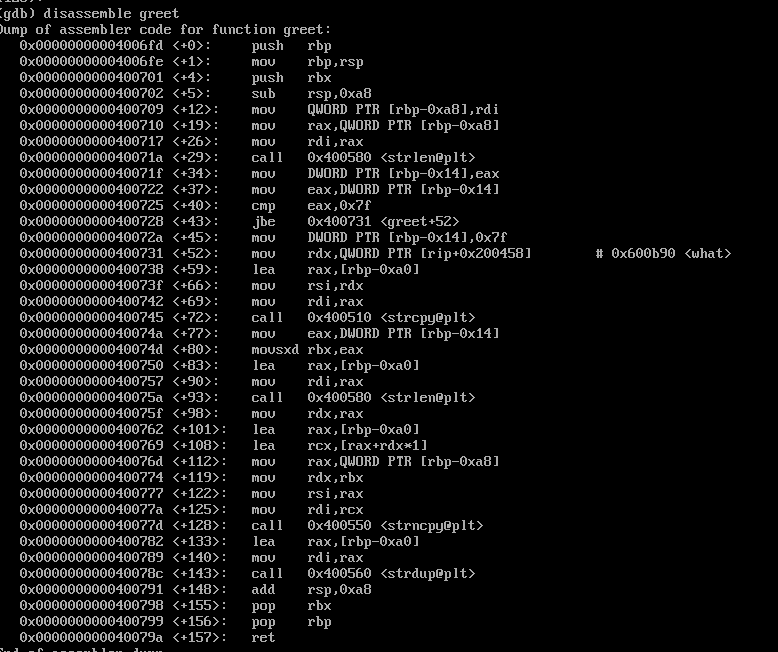 (gdb) disassemble greet
Dump of assembler code for function greet:
0x00000000004006fd <+0>: push rbp
0x00000000004006fe <+1>: mov rbp,rsp
0x0000000000400701 <+4>: push rbx
0x0000000000400702 <+5>: sub rsp,0xa8
0x0000000000400709 <+12>: mov QWORD PTR [rbp-0xa8],rdi
0x0000000000400710 <+19>: mov rax,QWORD PTR [rbp-0xa8]
0x0000000000400717 <+26>: mov rdi,rax
0x000000000040071a <+29>: call 0x400580 <strlen@plt>
0x000000000040071f <+34>: mov DWORD PTR [rbp-0x14],eax
0x0000000000400722 <+37>: mov eax,DWORD PTR [rbp-0x14]
0x0000000000400725 <+40>: cmp eax,0x7f
0x0000000000400728 <+43>: jbe 0x400731 <greet+52>
0x000000000040072a <+45>: mov DWORD PTR [rbp-0x14],0x7f
0x0000000000400731 <+52>: mov rdx,QWORD PTR [rip+0x200458] # 0x600b90 <what>
0x0000000000400738 <+59>: lea rax,[rbp-0xa0]
0x000000000040073f <+66>: mov rsi,rdx
0x0000000000400742 <+69>: mov rdi,rax
0x0000000000400745 <+72>: call 0x400510 <strcpy@plt>
0x000000000040074a <+77>: mov eax,DWORD PTR [rbp-0x14]
0x000000000040074d <+80>: movsxd rbx,eax
0x0000000000400750 <+83>: lea rax,[rbp-0xa0]
0x0000000000400757 <+90>: mov rdi,rax
0x000000000040075a <+93>: call 0x400580 <strlen@plt>
0x000000000040075f <+98>: mov rdx,rax
0x0000000000400762 <+101>: lea rax,[rbp-0xa0]
0x0000000000400769 <+108>: lea rcx,[rax+rdx*1]
0x000000000040076d <+112>: mov rax,QWORD PTR [rbp-0xa8]
0x0000000000400774 <+119>: mov rdx,rbx
0x0000000000400777 <+122>: mov rsi,rax
0x000000000040077a <+125>: mov rdi,rcx
0x000000000040077d <+128>: call 0x400550 <strncpy@plt>
0x0000000000400782 <+133>: lea rax,[rbp-0xa0]
0x0000000000400789 <+140>: mov rdi,rax
0x000000000040078c <+143>: call 0x400560 <strdup@plt>
0x0000000000400791 <+148>: add rsp,0xa8
0x0000000000400798 <+155>: pop rbx
0x0000000000400799 <+156>: pop rbp
0x000000000040079a <+157>: ret
End of assembler dump